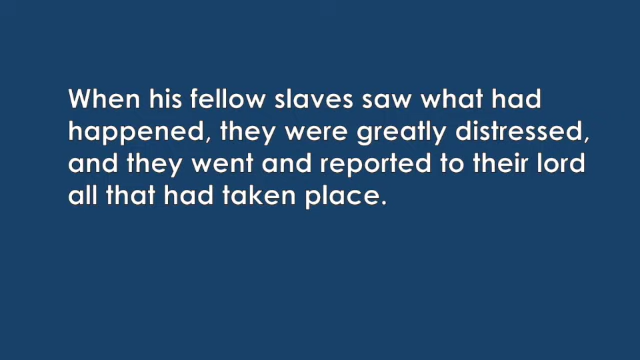 When his fellow slaves saw what had
happened, they were greatly distressed,
and they went and reported to their lord
all that had taken place.